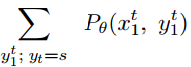 ∑ P_θ(x_1^t, y_1^t)
y_1^t; y_t=s